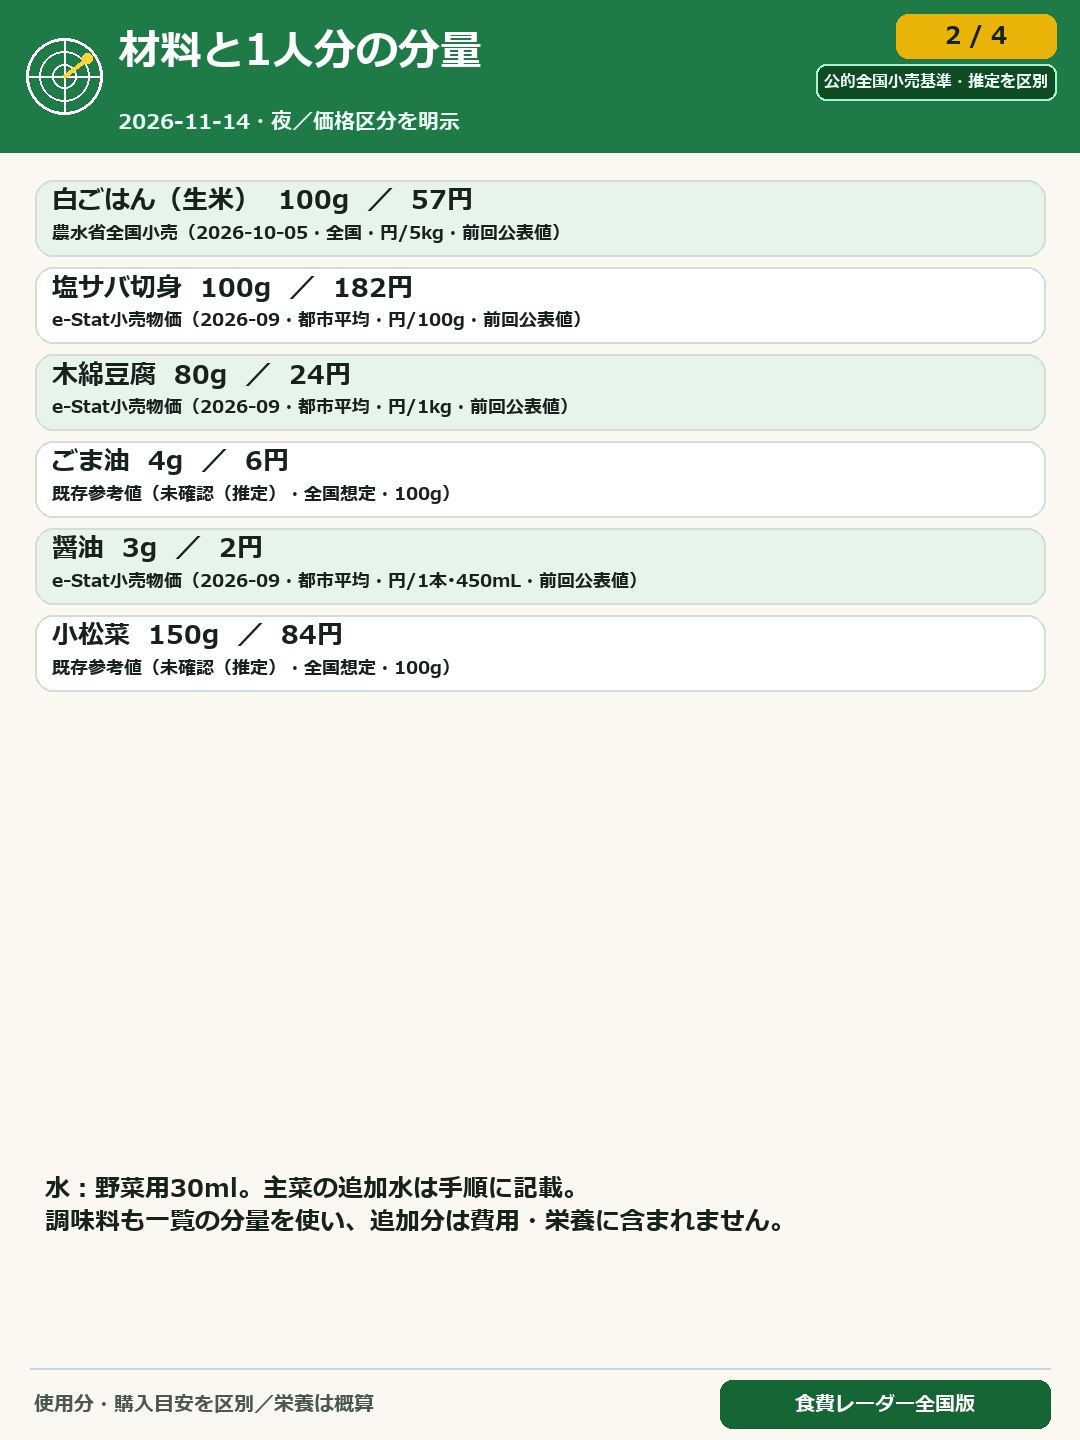 材料と1人分の分量
2026-11-14・夜／価格区分を明示
2 / 4
公的全国小売基準・推定を区別
白ごはん（生米） 100g ／ 57円
農水省全国小売（2026-10-05・全国・円/5kg・前回公表値）
塩サバ切身 100g ／ 182円
e-Stat小売物価（2026-09・都市平均・円/100g・前回公表値）
木綿豆腐 80g ／ 24円
e-Stat小売物価（2026-09・都市平均・円/1kg・前回公表値）
ごま油 4g ／ 6円
既存参考値（未確認（推定）・全国想定・100g）
醤油 3g ／ 2円
e-Stat小売物価（2026-09・都市平均・円/1本・450mL・前回公表値）
小松菜 150g ／ 84円
既存参考値（未確認（推定）・全国想定・100g）
水：野菜用30ml。主菜の追加水は手順に記載。
調味料も一覧の分量を使い、追加分は費用・栄養に含まれません。
使用分・購入目安を区別／栄養は概算
食費レーダー全国版